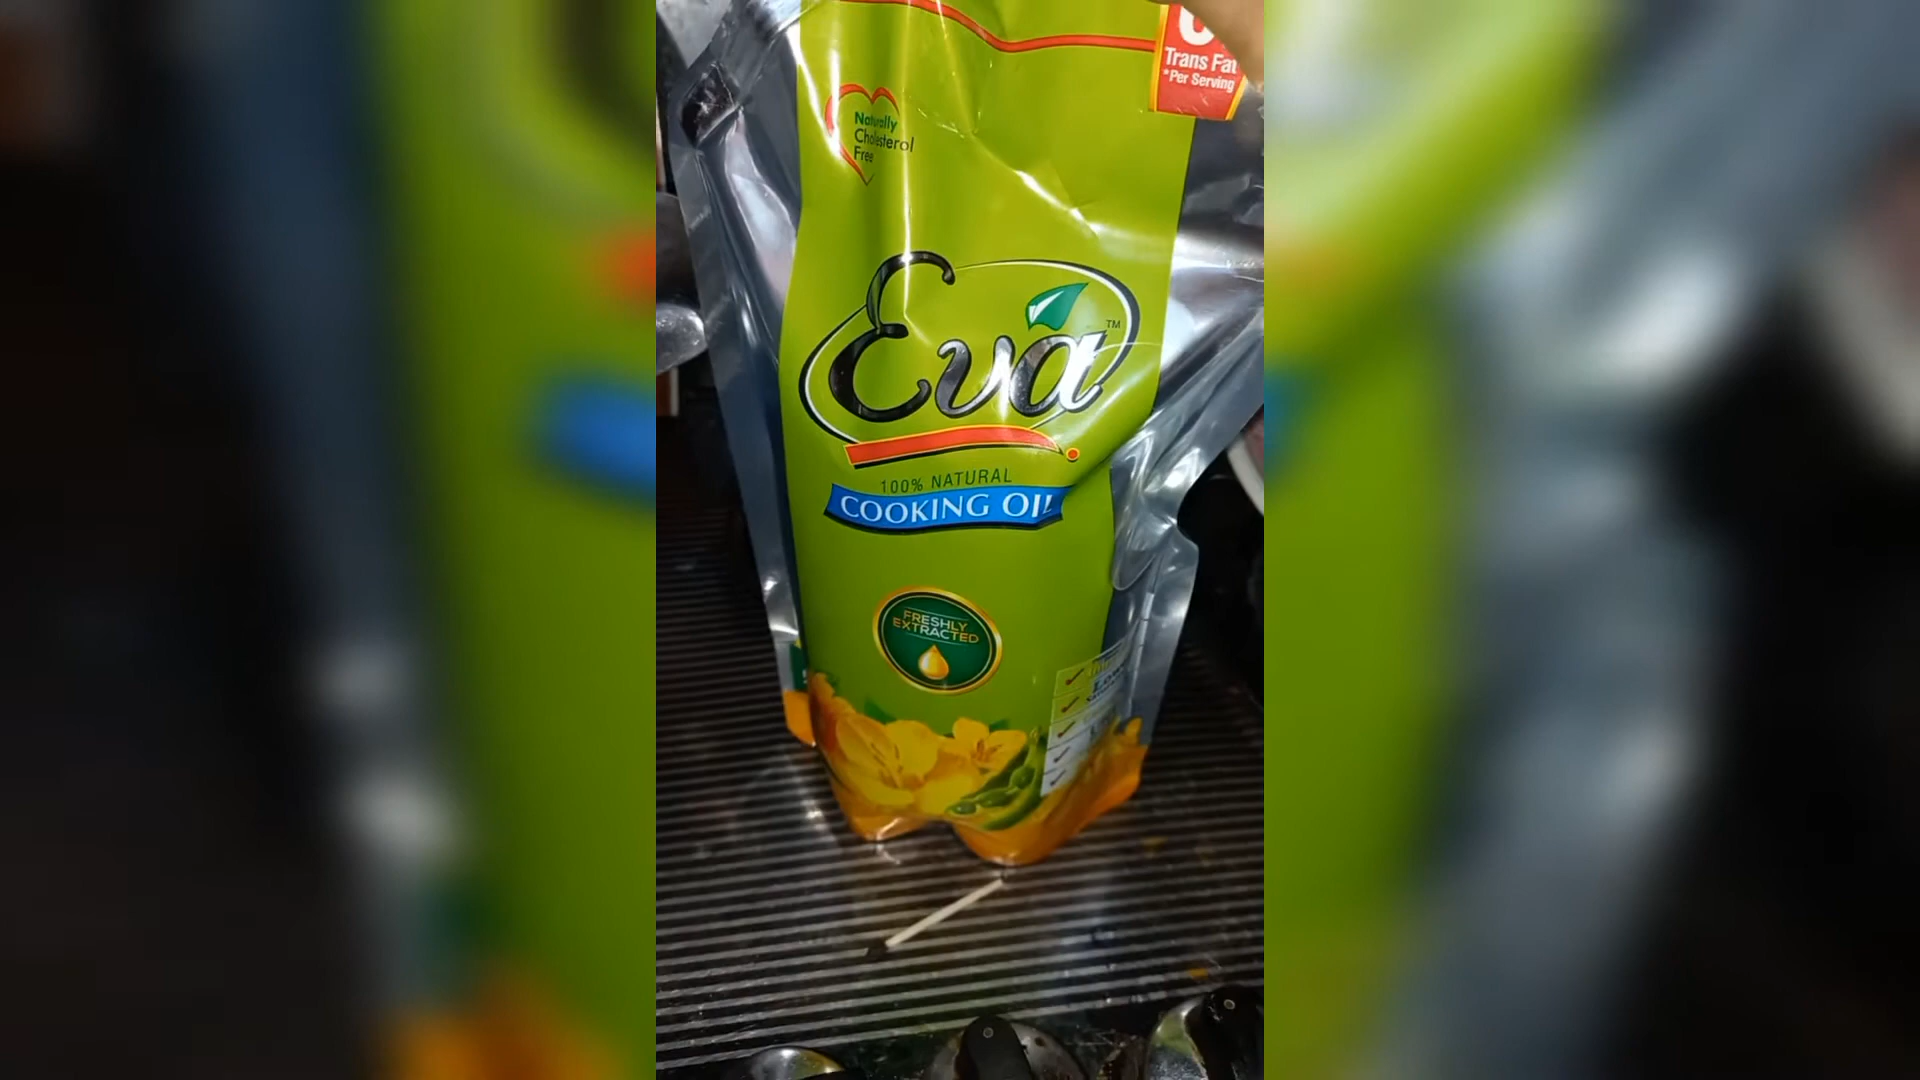 Trans Fat
*Per Serving
Naturally
Cholesterol
Free
Eva
TM
100% NATURAL
COOKING OIL
FRESHLY
EXTRACTED